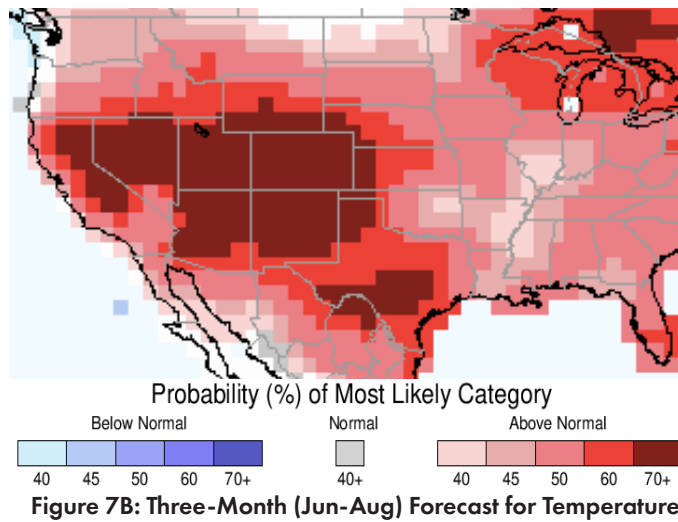 Probability (%) of Most Likely Category
Below Normal Normal Above Normal
40 45 50 60 70+ 40+ 40 45 50 60 70+
Figure 7B: Three-Month (Jun-Aug) Forecast for Temperature